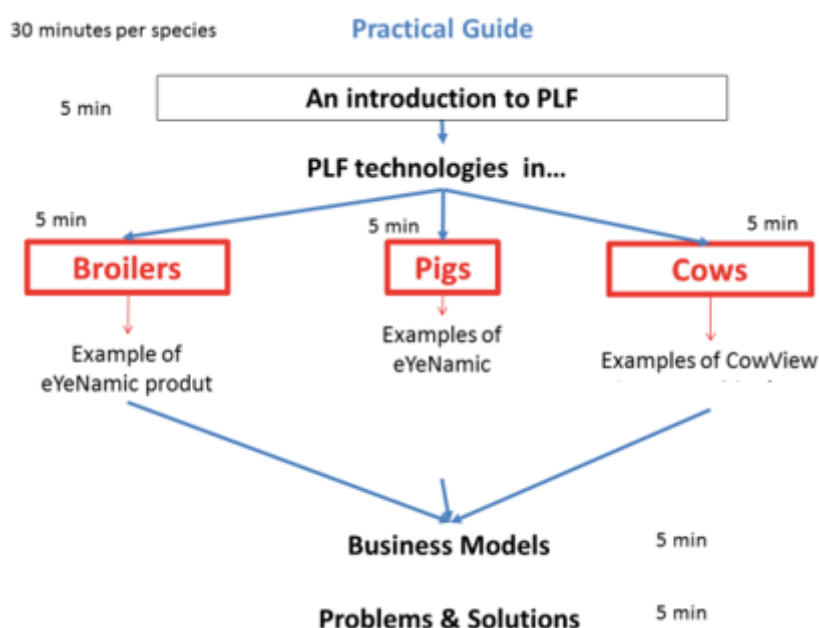 30 minutes per species
Practical Guide
5 min
An introduction to PLF
PLF technologies in...
5 min
5 min
5 min
Broilers
Pigs
Cows
Example of
eYeNamic produt
Examples of
eYeNamic
Examples of CowView
Business Models
5 min
Problems & Solutions
5 min